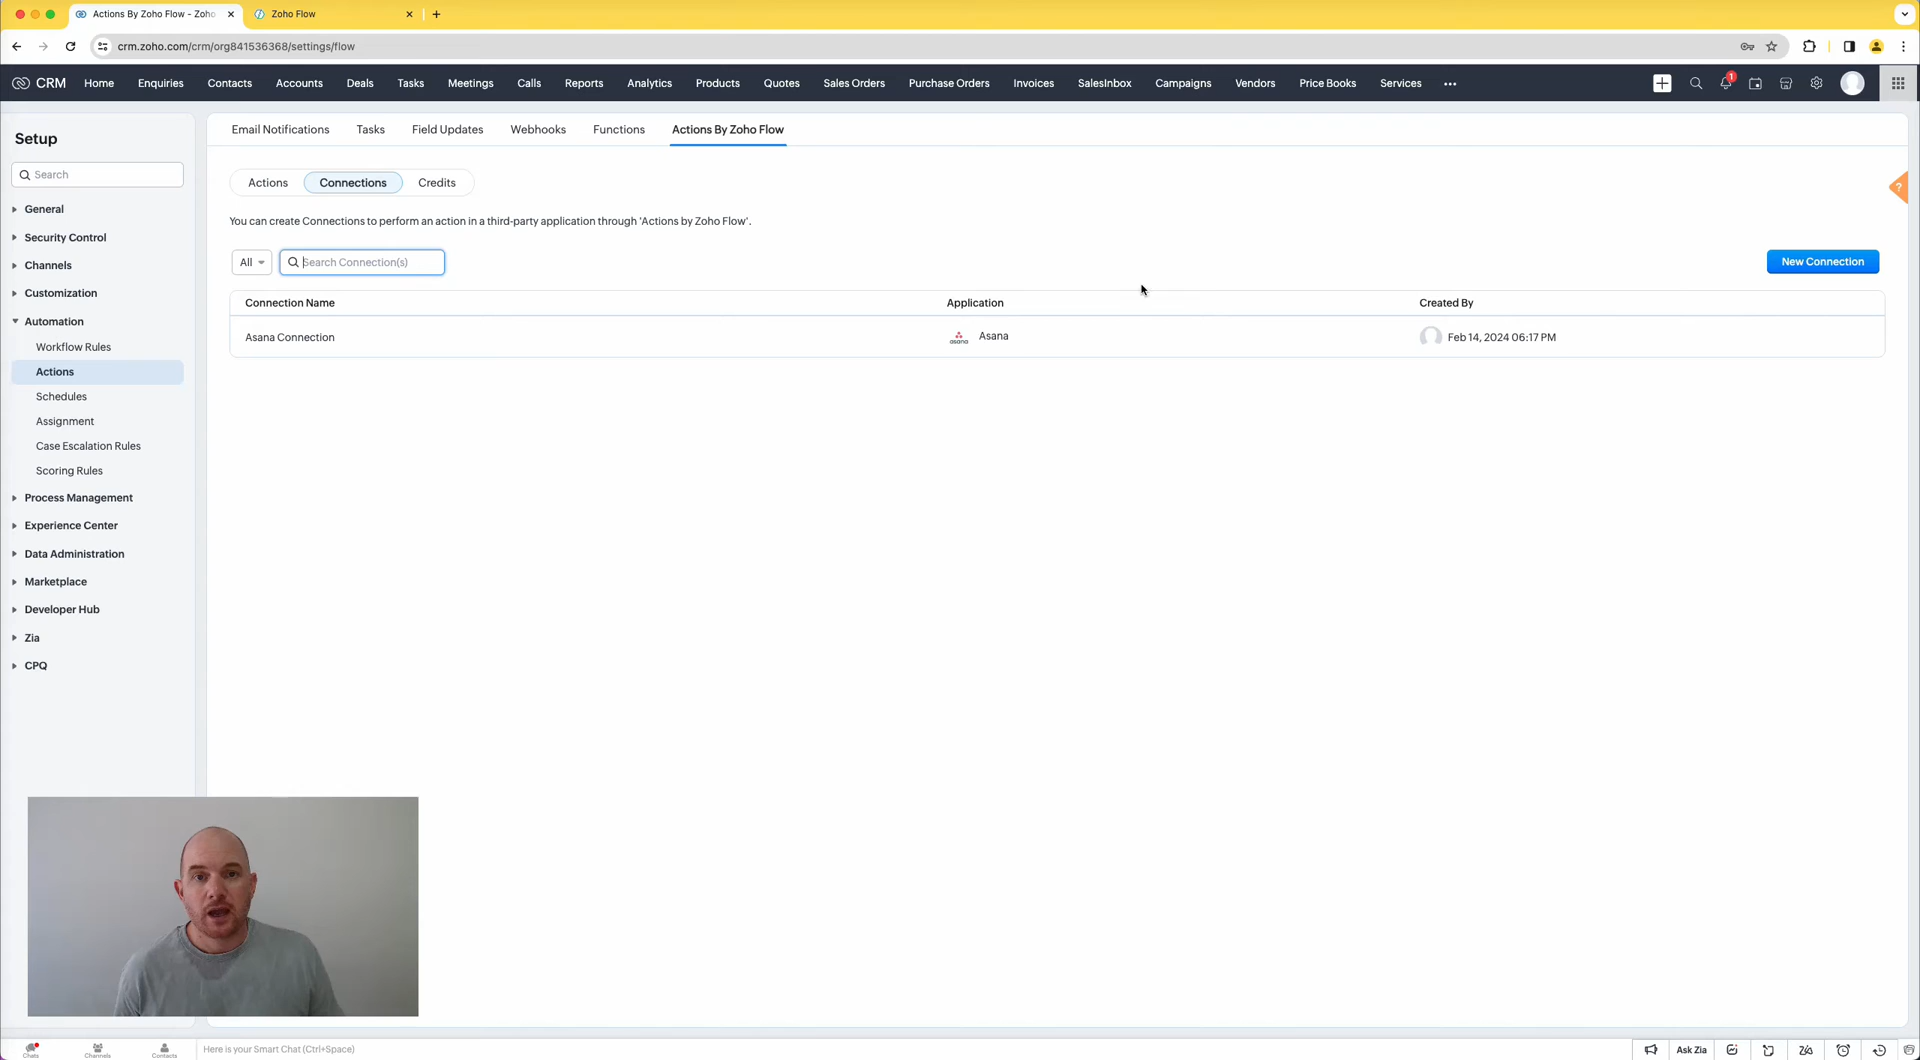 Actions By Zoho Flow - Zoho
Zoho Flow
crm.zoho.com/crm/org841536368/settings/flow
CRM Home Enquiries Contacts Accounts Deals Tasks Meetings Calls Reports Analytics Products Quotes Sales Orders Purchase Orders Invoices SalesInbox Campaigns Vendors Price Books Services ••• 1
Setup
Search
General
Security Control
Channels
Customization
Automation
Workflow Rules
Actions
Schedules
Assignment
Case Escalation Rules
Scoring Rules
Process Management
Experience Center
Data Administration
Marketplace
Developer Hub
Zia
CPQ
Email Notifications Tasks Field Updates Webhooks Functions Actions By Zoho Flow
Actions Connections Credits
?
You can create Connections to perform an action in a third-party application through 'Actions by Zoho Flow'.
All Search Connection(s) New Connection
Connection Name Application Created By
Asana Connection asana Asana Feb 14, 2024 06:17 PM
Chats Channels Contacts Here is your Smart Chat (Ctrl+Space) Ask Zia